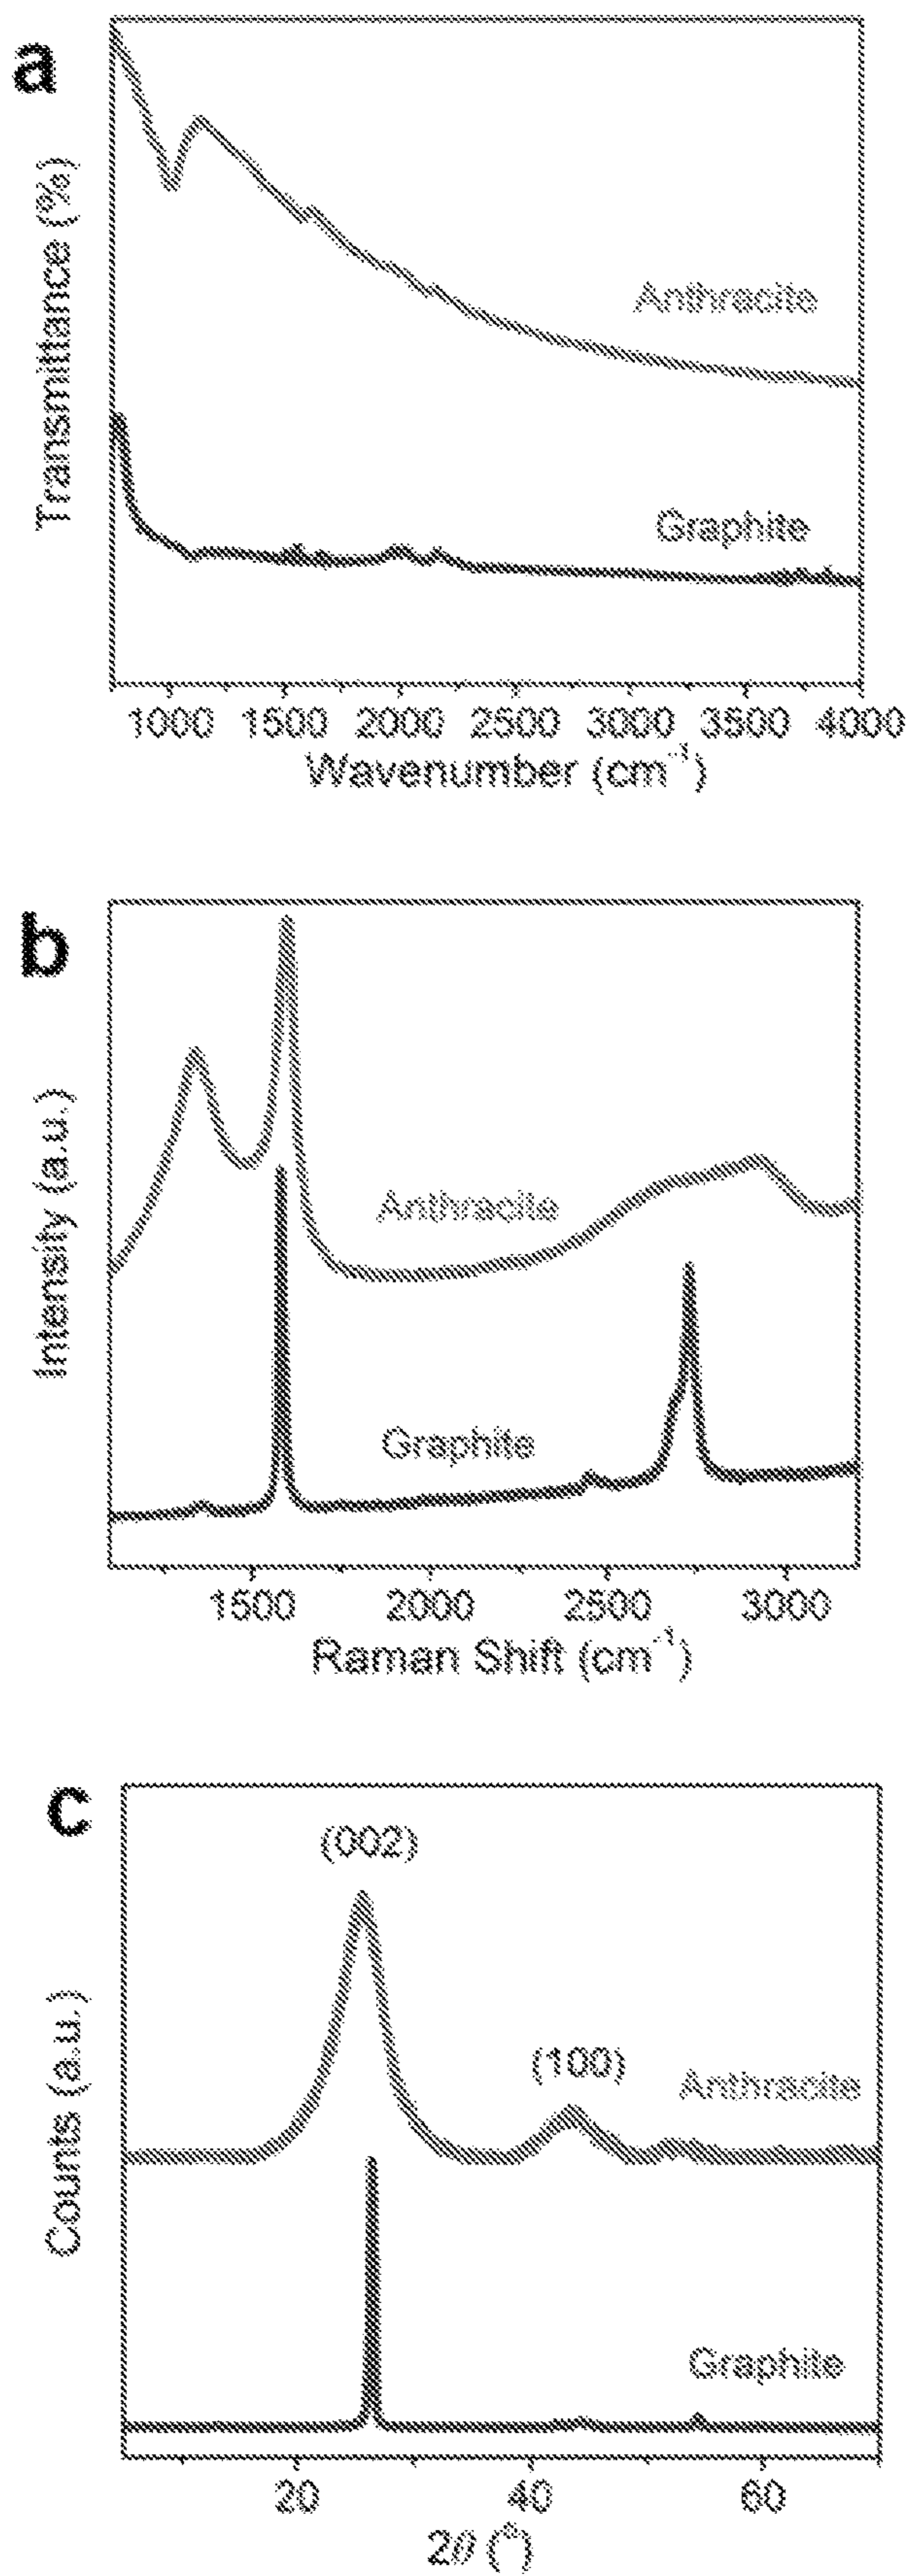 a
Transmittance (%)
Anthracite
Graphite
1000 1500 2000 2500 3000 3500 4000
Wavenumber (cm⁻¹)
b
Intensity (a.u.)
Anthracite
Graphite
1500 2000 2500 3000
Raman Shift (cm⁻¹)
c
Counts (a.u.)
(002)
(100)
Anthracite
Graphite
20 40 60
2θ (°)